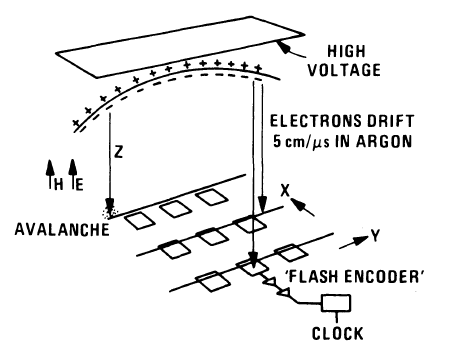 HIGH
VOLTAGE
+ + + + + + + + + + + + + + +
ELECTRONS DRIFT
5 cm/μs IN ARGON
Z
H E
X
AVALANCHE
Y
'FLASH ENCODER'
CLOCK